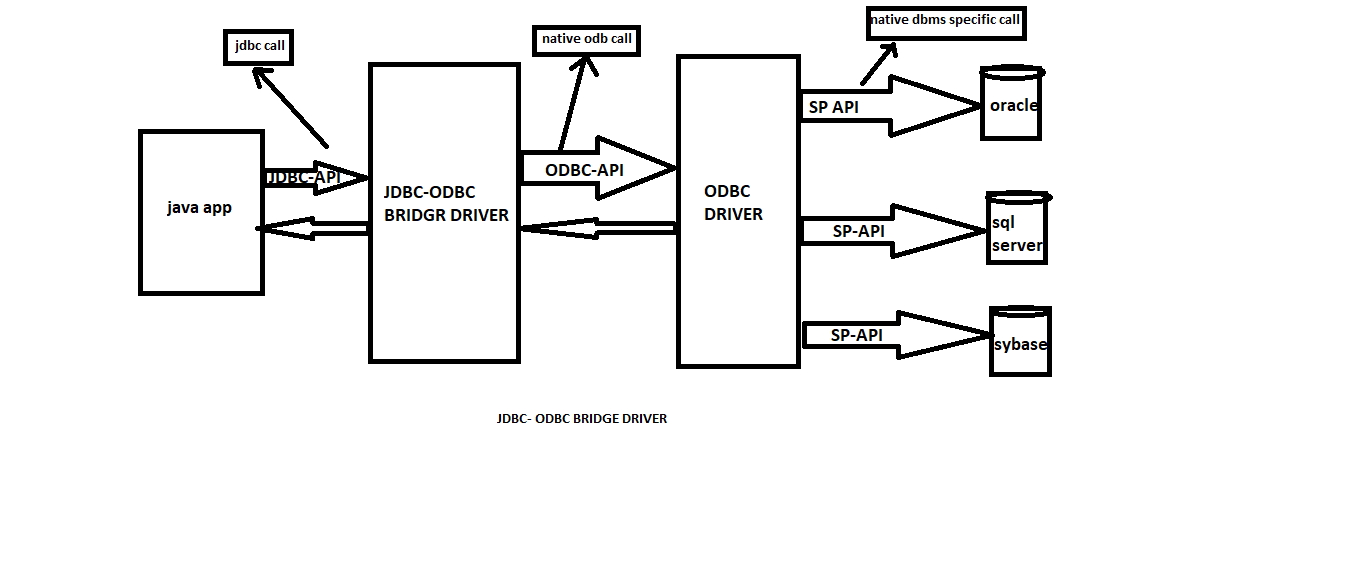 native dbms specific call
jdbc call
native odb call
SP API
oracle
JDBC-API
ODBC-API
java app
JDBC-ODBC
BRIDGR DRIVER
ODBC
DRIVER
SP-API
sql
server
SP-API
sybase
JDBC- ODBC BRIDGE DRIVER